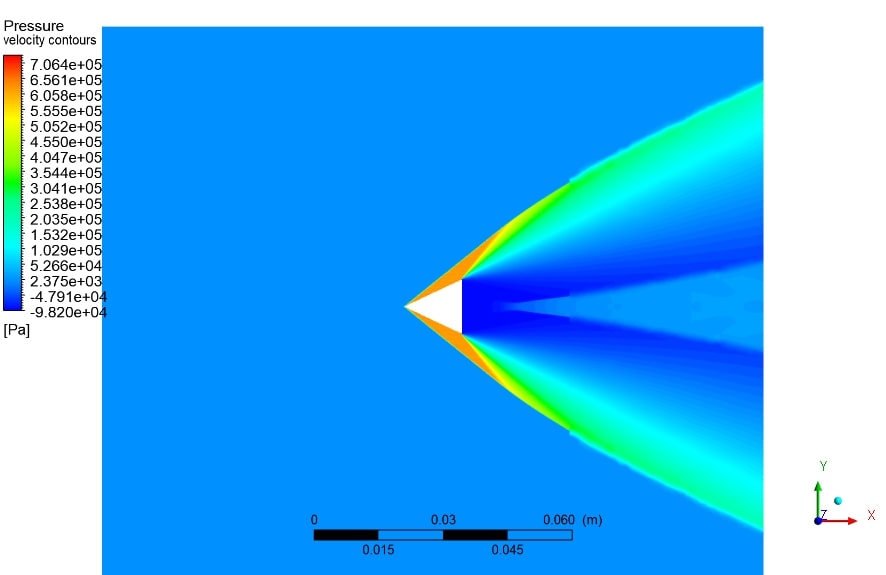 Pressure
velocity contours
7.064e+05
6.561e+05
6.058e+05
5.555e+05
5.052e+05
4.550e+05
4.047e+05
3.544e+05
3.041e+05
2.538e+05
2.035e+05
1.532e+05
1.029e+05
5.266e+04
2.375e+03
-4.791e+04
-9.820e+04
[Pa]
0 0.03 0.060 (m)
0.015 0.045
Y
Z X